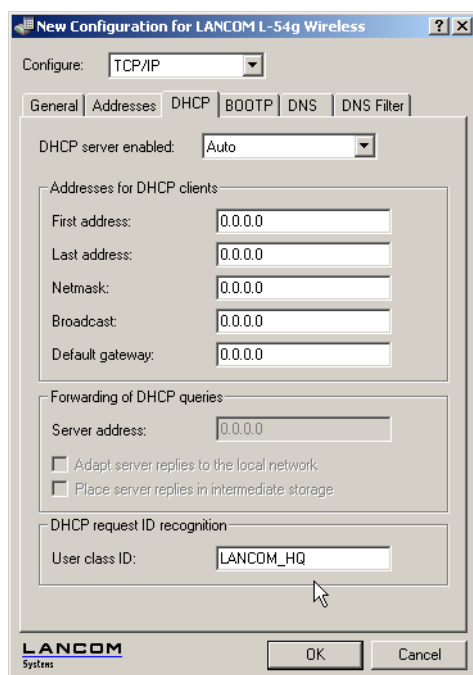 New Configuration for LANCOM L-54g Wireless
Configure: TCP/IP
General Addresses DHCP BOOTP DNS DNS Filter
DHCP server enabled: Auto
Addresses for DHCP clients
First address: 0.0.0.0
Last address: 0.0.0.0
Netmask: 0.0.0.0
Broadcast: 0.0.0.0
Default gateway: 0.0.0.0
Forwarding of DHCP queries
Server address: 0.0.0.0
Adapt server replies to the local network
Place server replies in intermediate storage
DHCP request ID recognition
User class ID: LANCOM_HQ
LANCOM
Systems
OK Cancel